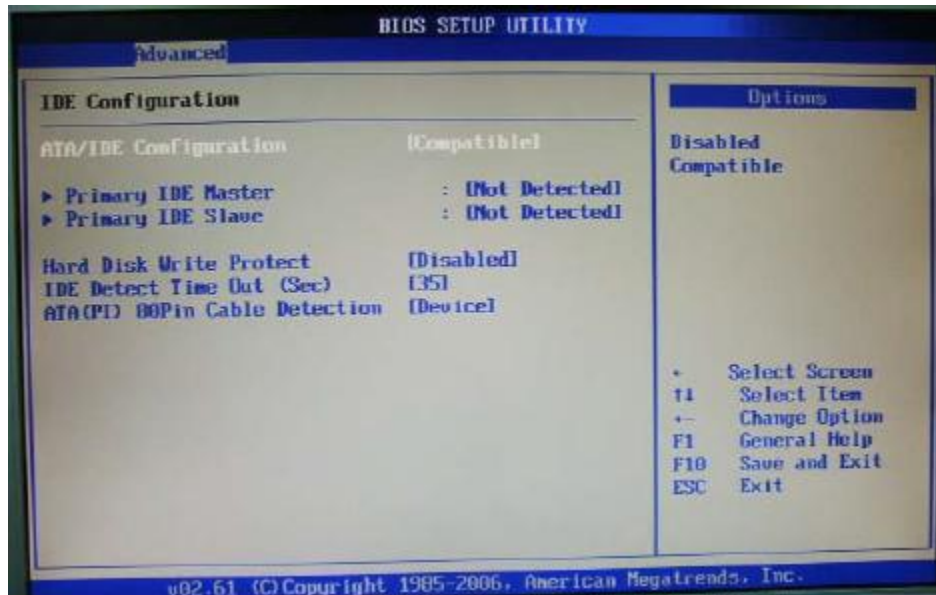 BIOS SETUP UTILITY
Advanced
IDE Configuration
ATA/IDE Configuration [Compatible]
► Primary IDE Master : [Not Detected]
► Primary IDE Slave : [Not Detected]
Hard Disk Write Protect [Disabled]
IDE Detect Time Out (Sec) [35]
ATA(PI) 80Pin Cable Detection [Device]
Options
Disabled
Compatible
← Select Screen
↑↓ Select Item
+- Change Option
F1 General Help
F10 Save and Exit
ESC Exit
v02.61 (C)Copyright 1985-2006, American Megatrends, Inc.